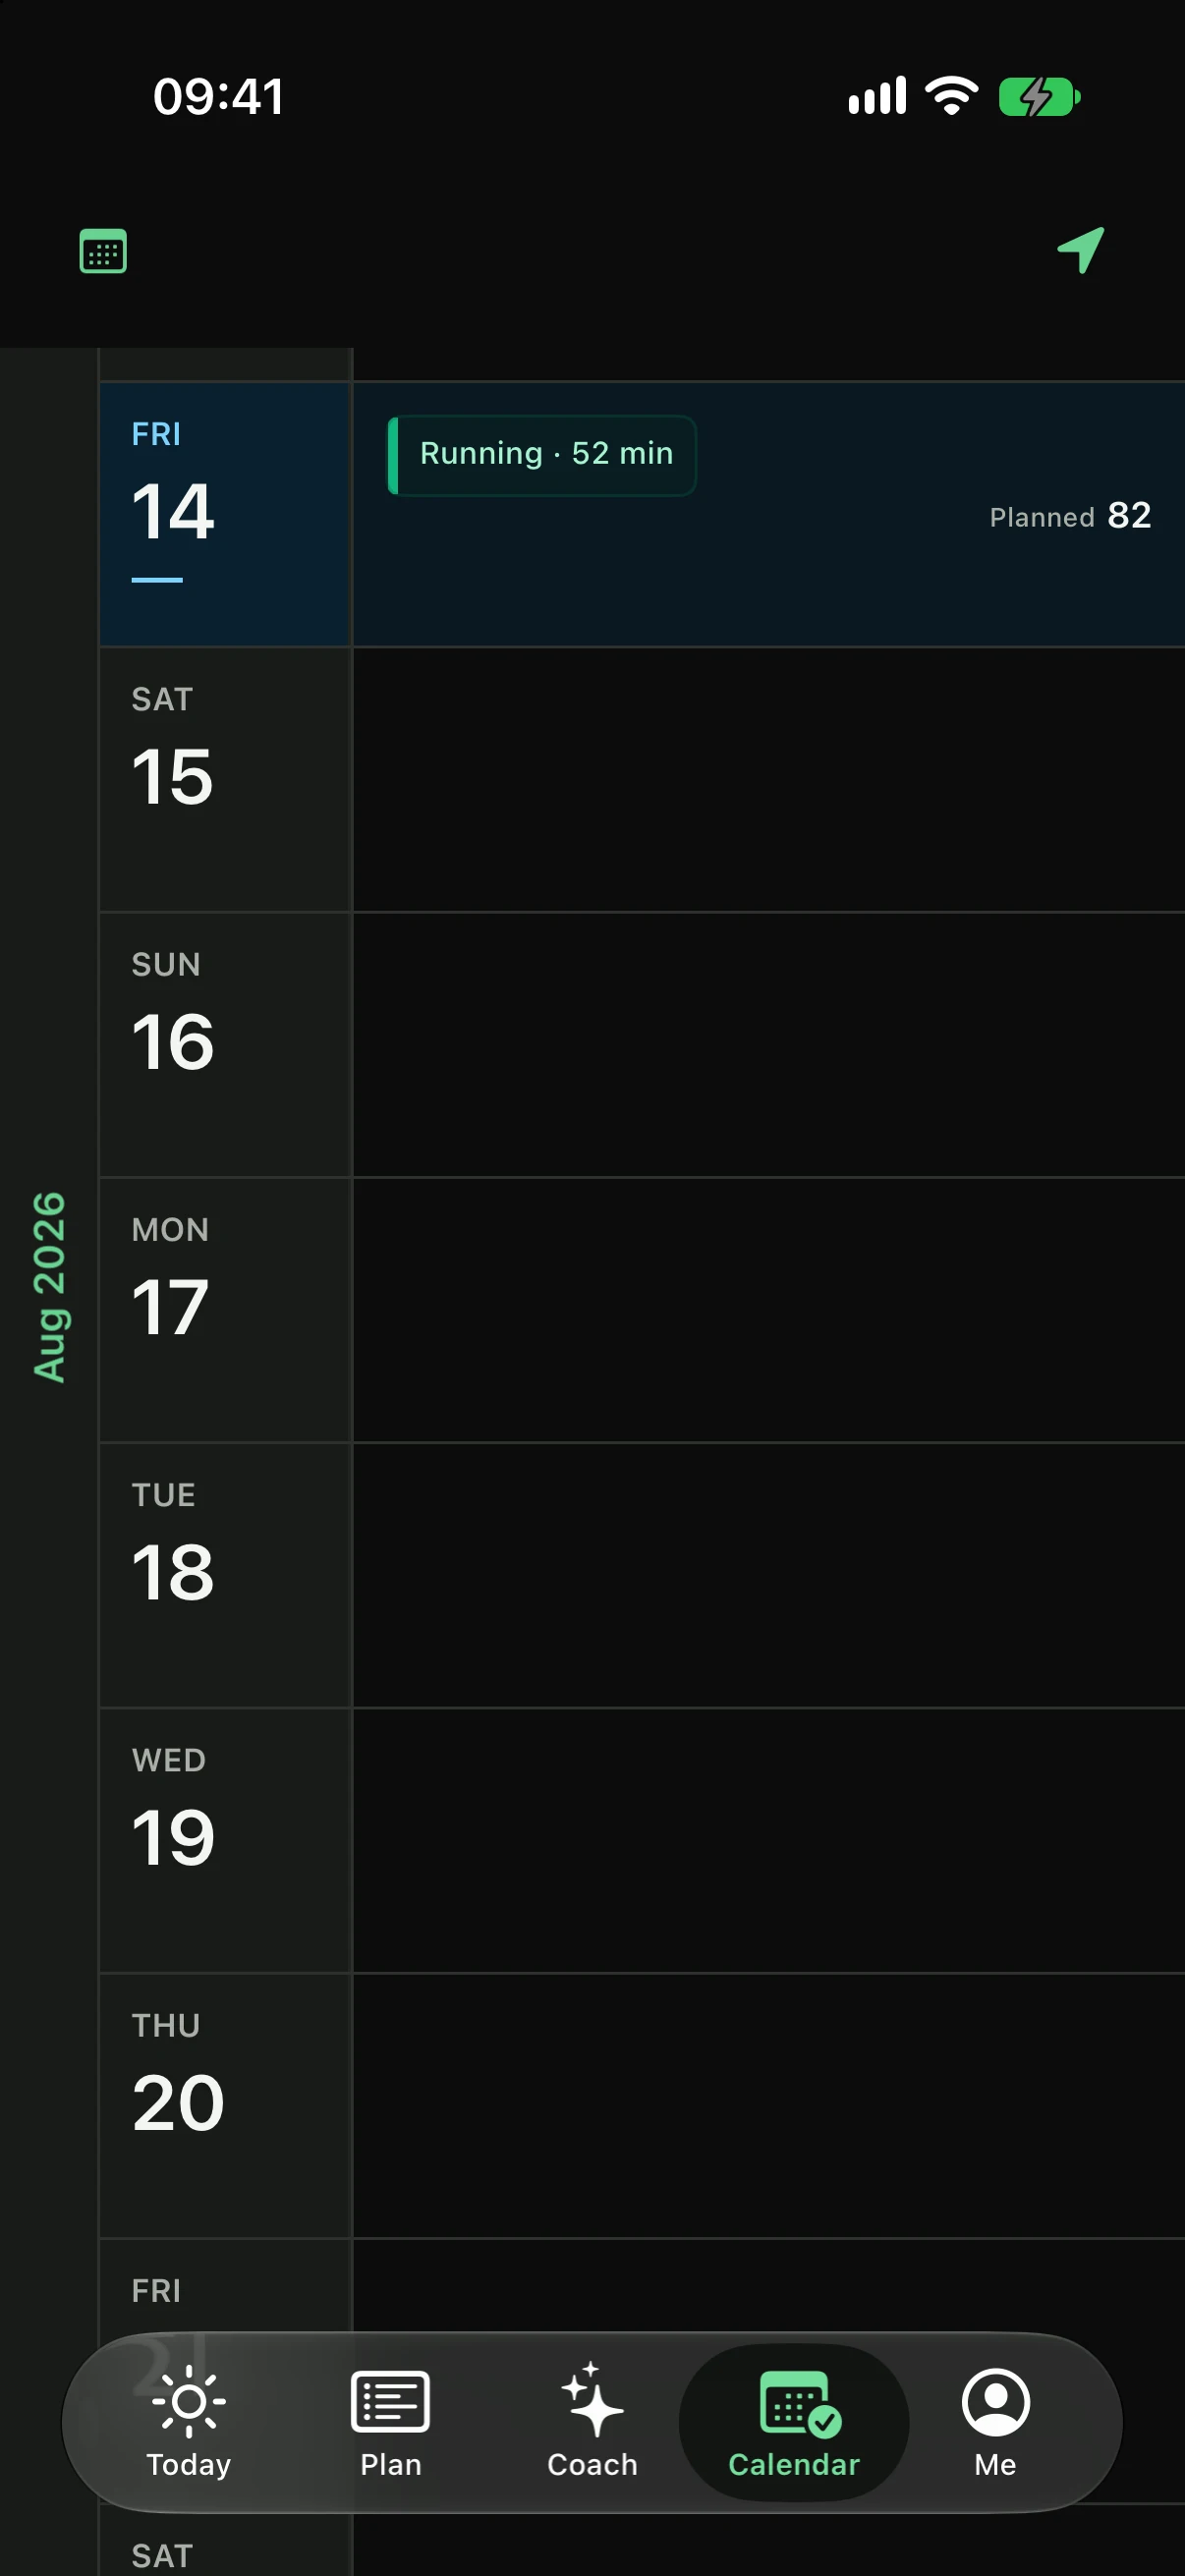 09:41
FRI
14
Running · 52 min
Planned 82
SAT
15
SUN
16
MON
17
Aug 2026
TUE
18
WED
19
THU
20
FRI
21
Today
Plan
Coach
Calendar
Me
SAT